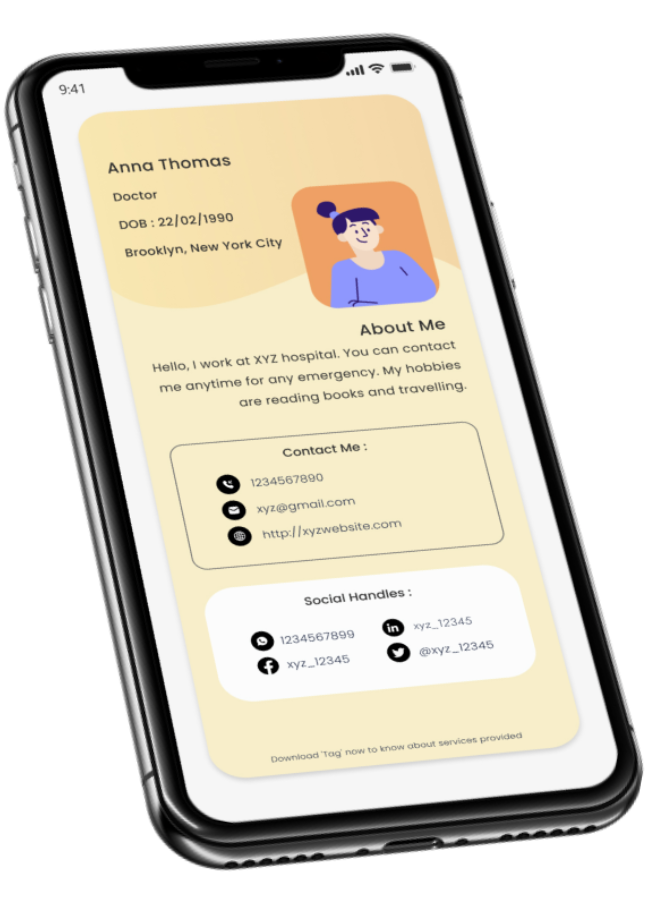 9:41
Anna Thomas
Doctor
DOB : 22/02/1990
Brooklyn, New York City
About Me
Hello, I work at XYZ hospital. You can contact
me anytime for any emergency. My hobbies
are reading books and travelling.
Contact Me :
1234567890
xyz@gmail.com
http://xyzwebsite.com
Social Handles :
1234567899
xyz_12345
xyz_12345
@xyz_12345
Download 'Tag' now to know about services provided